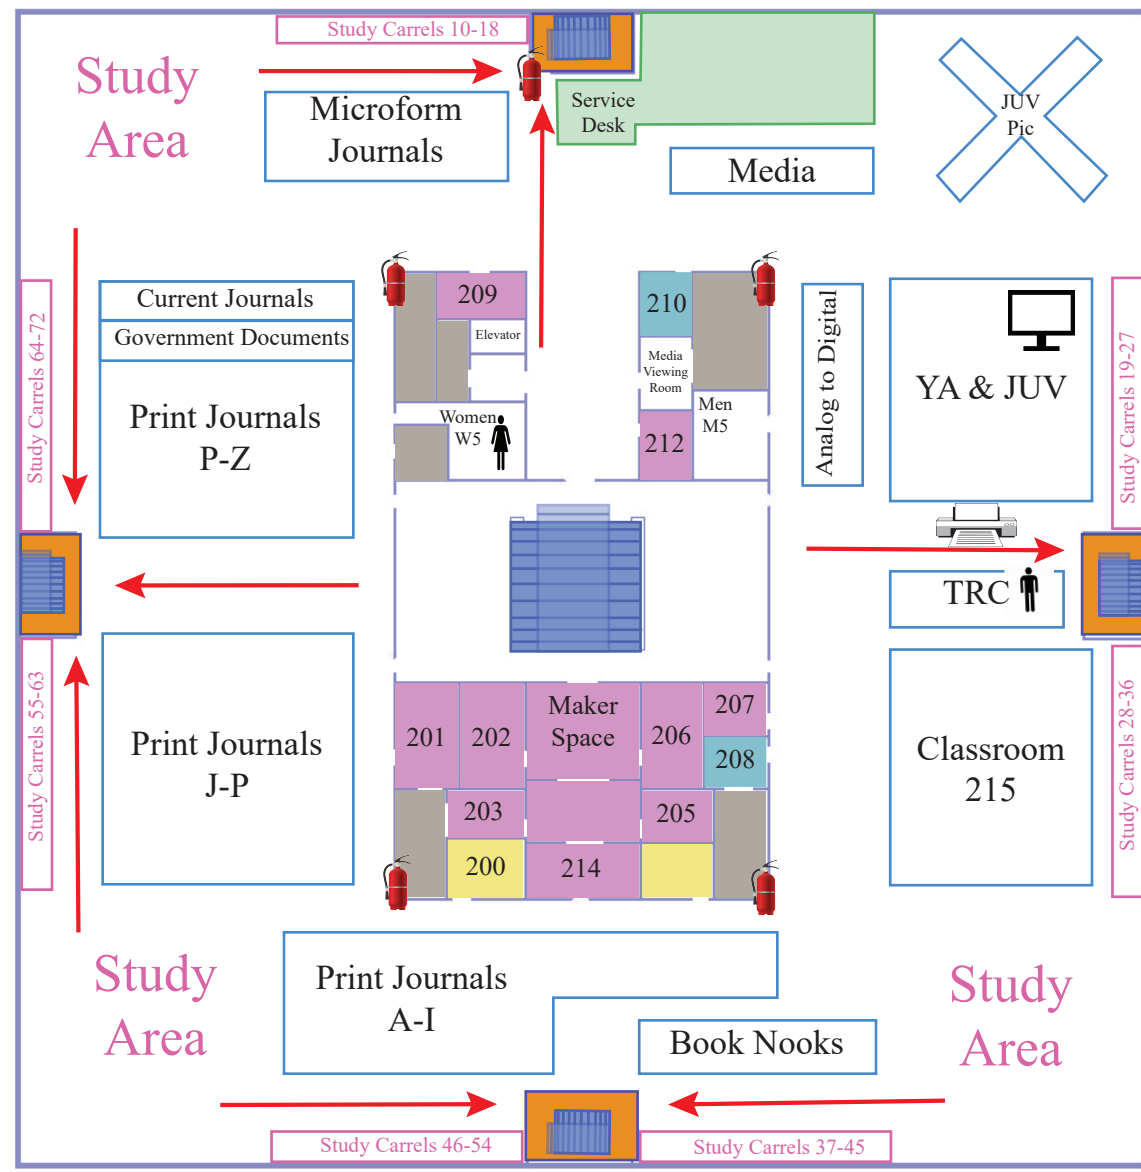 Study Carrels 10-18
Study
Area
Microform
Journals
Service
Desk
JUV
Pic
Media
Current Journals
Government Documents
Print Journals
P-Z
Study Carrels 64-72
209
Elevator
Women
W5
210
Media
Viewing
Room
212
Men
M5
Analog to Digital
YA & JUV
Study Carrels 19-27
TRC
Study Carrels 55-63
Print Journals
J-P
201
202
Maker
Space
206
207
208
203
205
200
214
Classroom
215
Study Carrels 28-36
Study
Area
Print Journals
A-I
Book Nooks
Study
Area
Study Carrels 46-54
Study Carrels 37-45